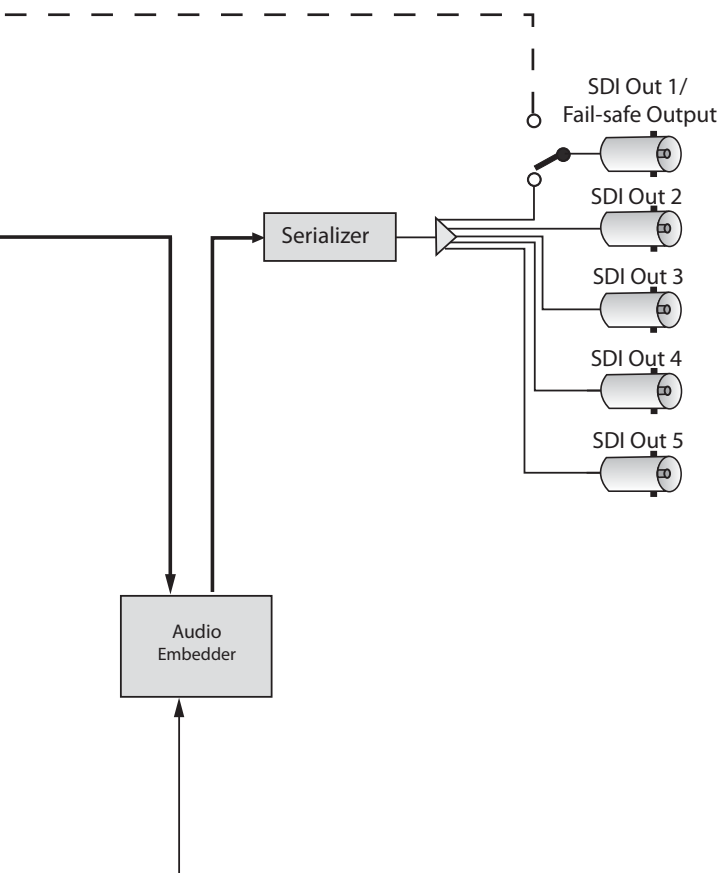 SDI Out 1/
Fail-safe Output
SDI Out 2
Serializer
SDI Out 3
SDI Out 4
SDI Out 5
Audio
Embedder